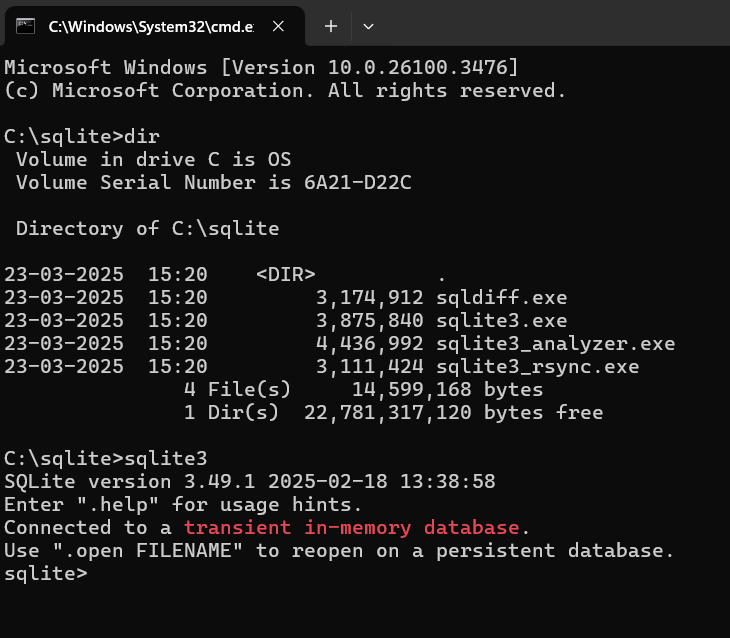 C:\Windows\System32\cmd.e
Microsoft Windows [Version 10.0.26100.3476]
(c) Microsoft Corporation. All rights reserved.
C:\sqlite>dir
 Volume in drive C is OS
 Volume Serial Number is 6A21-D22C
 Directory of C:\sqlite
23-03-2025  15:20    <DIR>          .
23-03-2025  15:20         3,174,912 sqldiff.exe
23-03-2025  15:20         3,875,840 sqlite3.exe
23-03-2025  15:20         4,436,992 sqlite3_analyzer.exe
23-03-2025  15:20         3,111,424 sqlite3_rsync.exe
               4 File(s)     14,599,168 bytes
               1 Dir(s)  22,781,317,120 bytes free
C:\sqlite>sqlite3
SQLite version 3.49.1 2025-02-18 13:38:58
Enter ".help" for usage hints.
Connected to a transient in-memory database.
Use ".open FILENAME" to reopen on a persistent database.
sqlite>